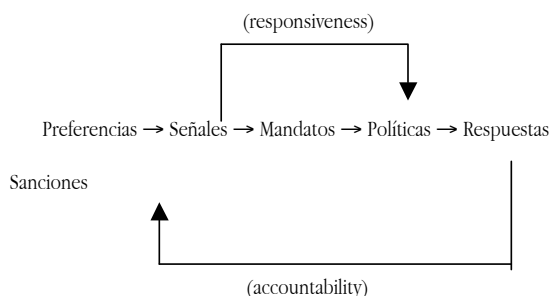 (responsiveness)
Preferencias → Señales → Mandatos → Políticas → Respuestas
Sanciones
(accountability)